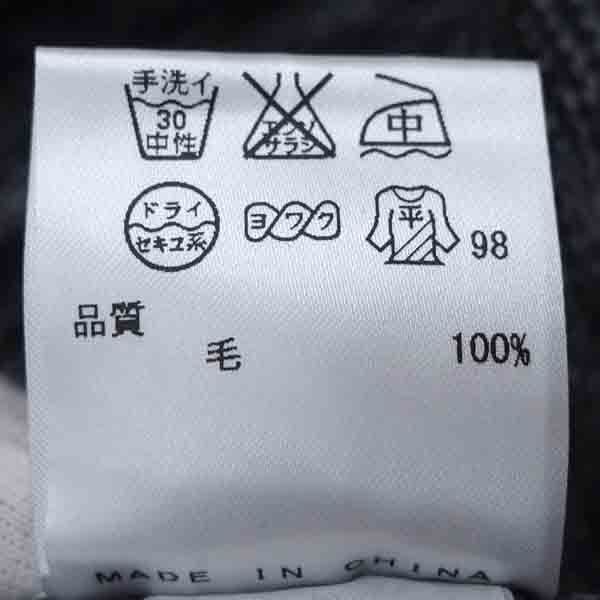 手洗イ
30
中性
エンソ
サラシ
中
ドライ
セキユ系
ヨワク
平
98
品質
毛 100%
MADE IN CHINA